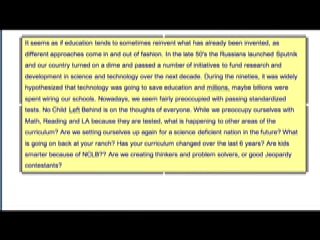 It seems as if education tends to sometimes reinvent what has already been invented, as
different approaches come in and out of fashion. In the late 50's the Russians launched Sputnik
and our country turned on a dime and passed a number of initiatives to fund research and
development in science and technology over the next decade. During the nineties, it was widely
hypothesized that technology was going to save education and millions, maybe billions were
spent wiring our schools. Nowadays, we seem fairly preoccupied with passing standardized
tests. No Child Left Behind is on the thoughts of everyone. While we preoccupy ourselves with
Math, Reading and LA because they are tested, what is happening to other areas of the
curriculum? Are we setting ourselves up again for a science deficient nation in the future? What
is going on back at your ranch? Has your curriculum changed over the last 6 years? Are kids
smarter because of NCLB?? Are we creating thinkers and problem solvers, or good Jeopardy
contestants?